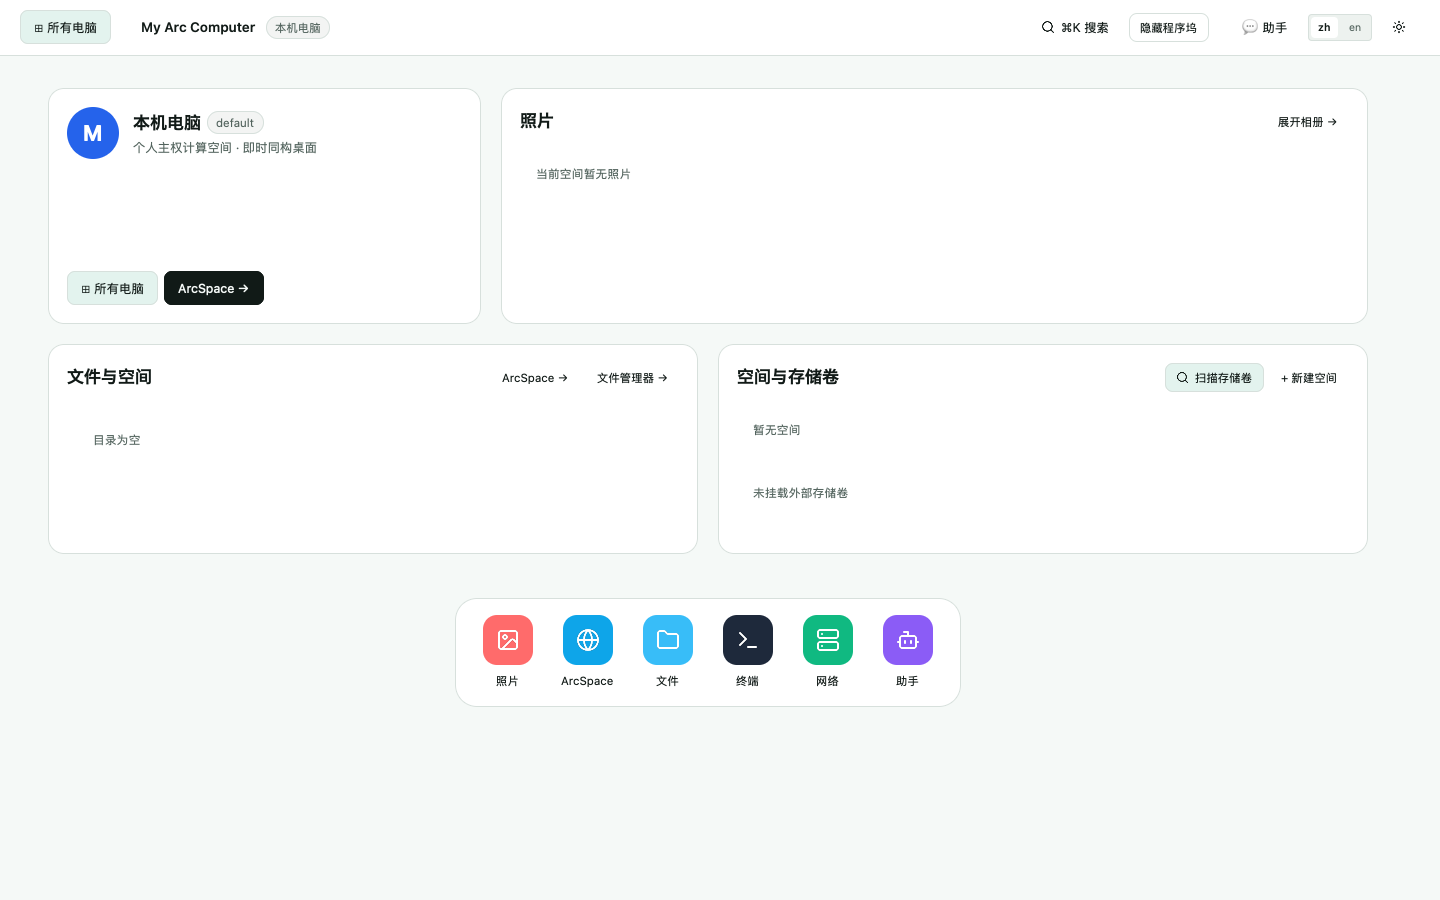 ⊞ 所有电脑
My Arc Computer 本机电脑
⌘K 搜索
隐藏程序坞
💬 助手
zh en
M
本机电脑 default
个人主权计算空间 · 即时同构桌面
⊞ 所有电脑
ArcSpace →
照片
展开相册 →
当前空间暂无照片
文件与空间
ArcSpace →
文件管理器 →
目录为空
空间与存储卷
扫描存储卷
+ 新建空间
暂无空间
未挂载外部存储卷
照片
ArcSpace
文件
终端
网络
助手